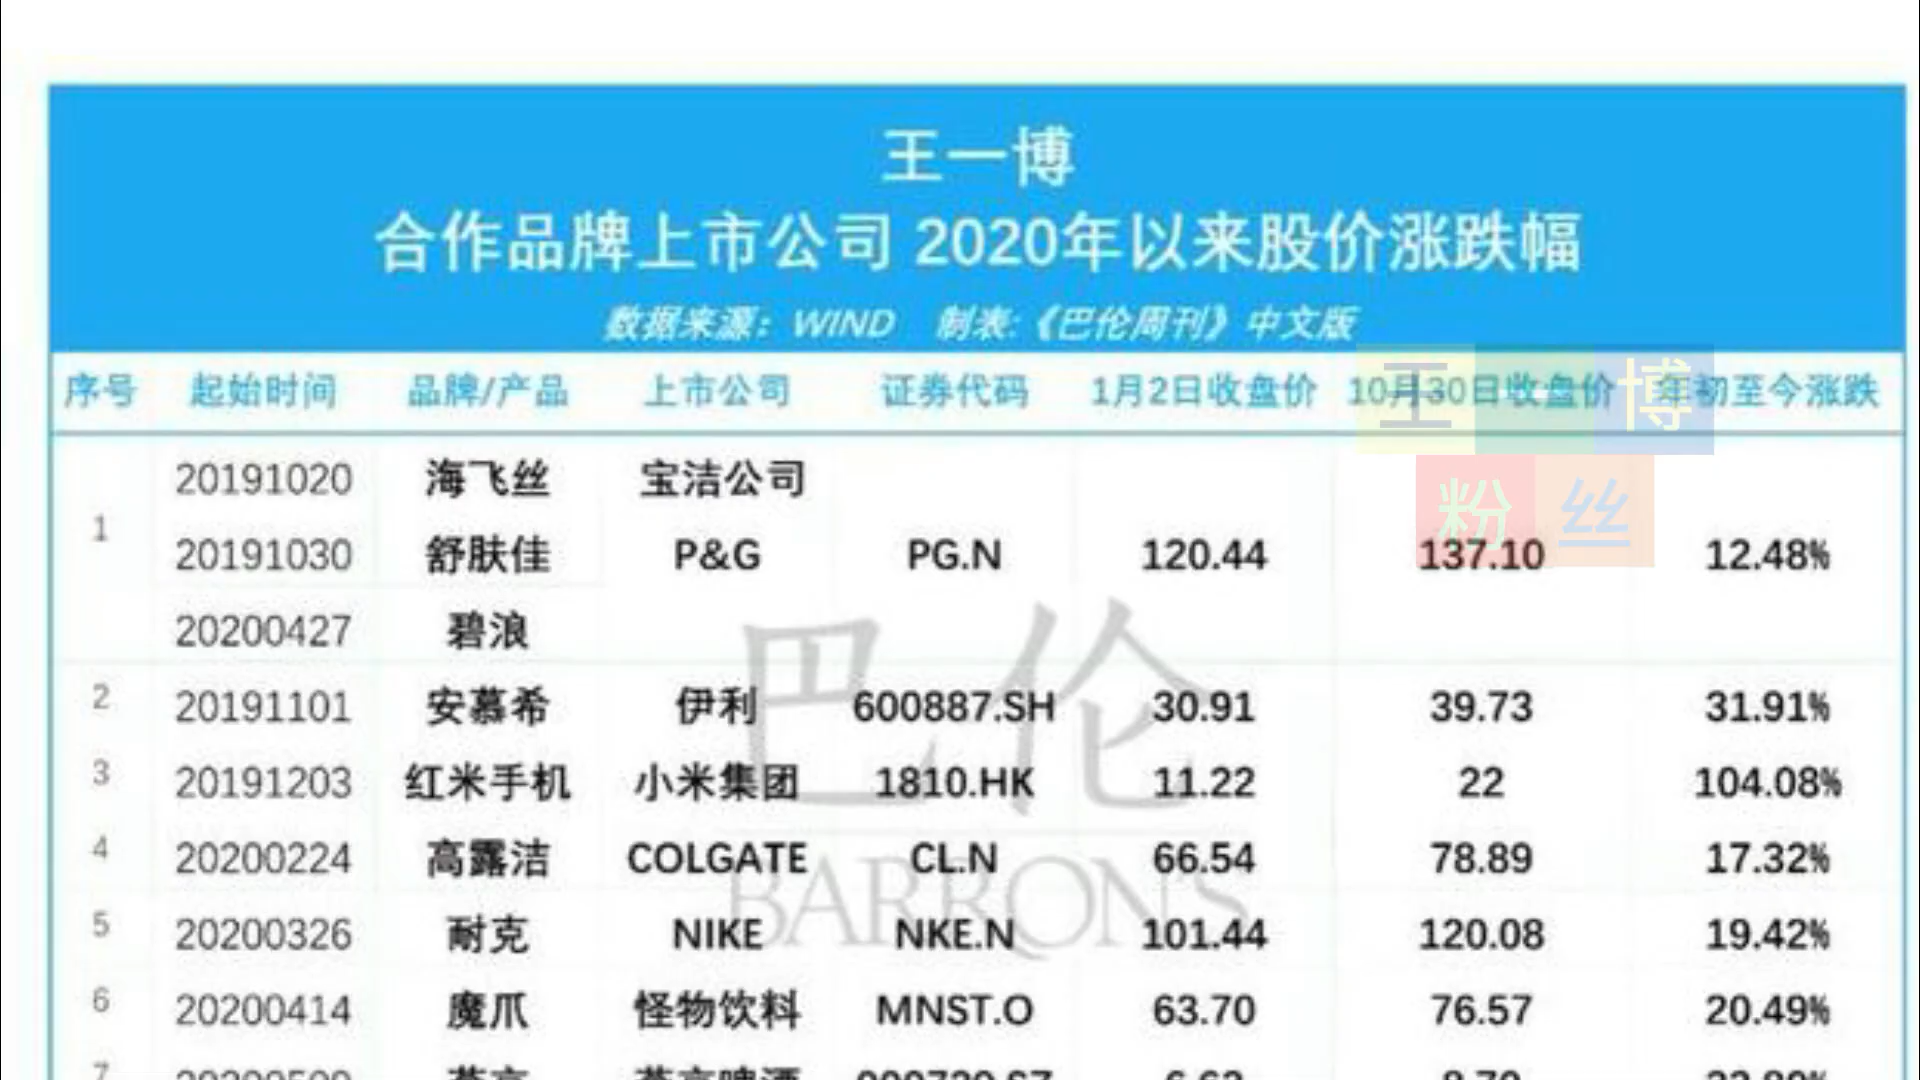 王一博
合作品牌上市公司 2020年以来股价涨跌幅
数据来源：WIND 制表:《巴伦周刊》中文版
序号 起始时间 品牌/产品 上市公司 证券代码 1月2日收盘价 10月30日收盘价 年初至今涨跌
王一博
粉丝
20191020 海飞丝 宝洁公司
1 20191030 舒肤佳 P&G PG.N 120.44 137.10 12.48%
20200427 碧浪
2 20191101 安慕希 伊利 600887.SH 30.91 39.73 31.91%
3 20191203 红米手机 小米集团 1810.HK 11.22 22 104.08%
4 20200224 高露洁 COLGATE CL.N 66.54 78.89 17.32%
5 20200326 耐克 NIKE NKE.N 101.44 120.08 19.42%
6 20200414 魔爪 怪物饮料 MNST.O 63.70 76.57 20.49%
7
巴伦
BARRON'S